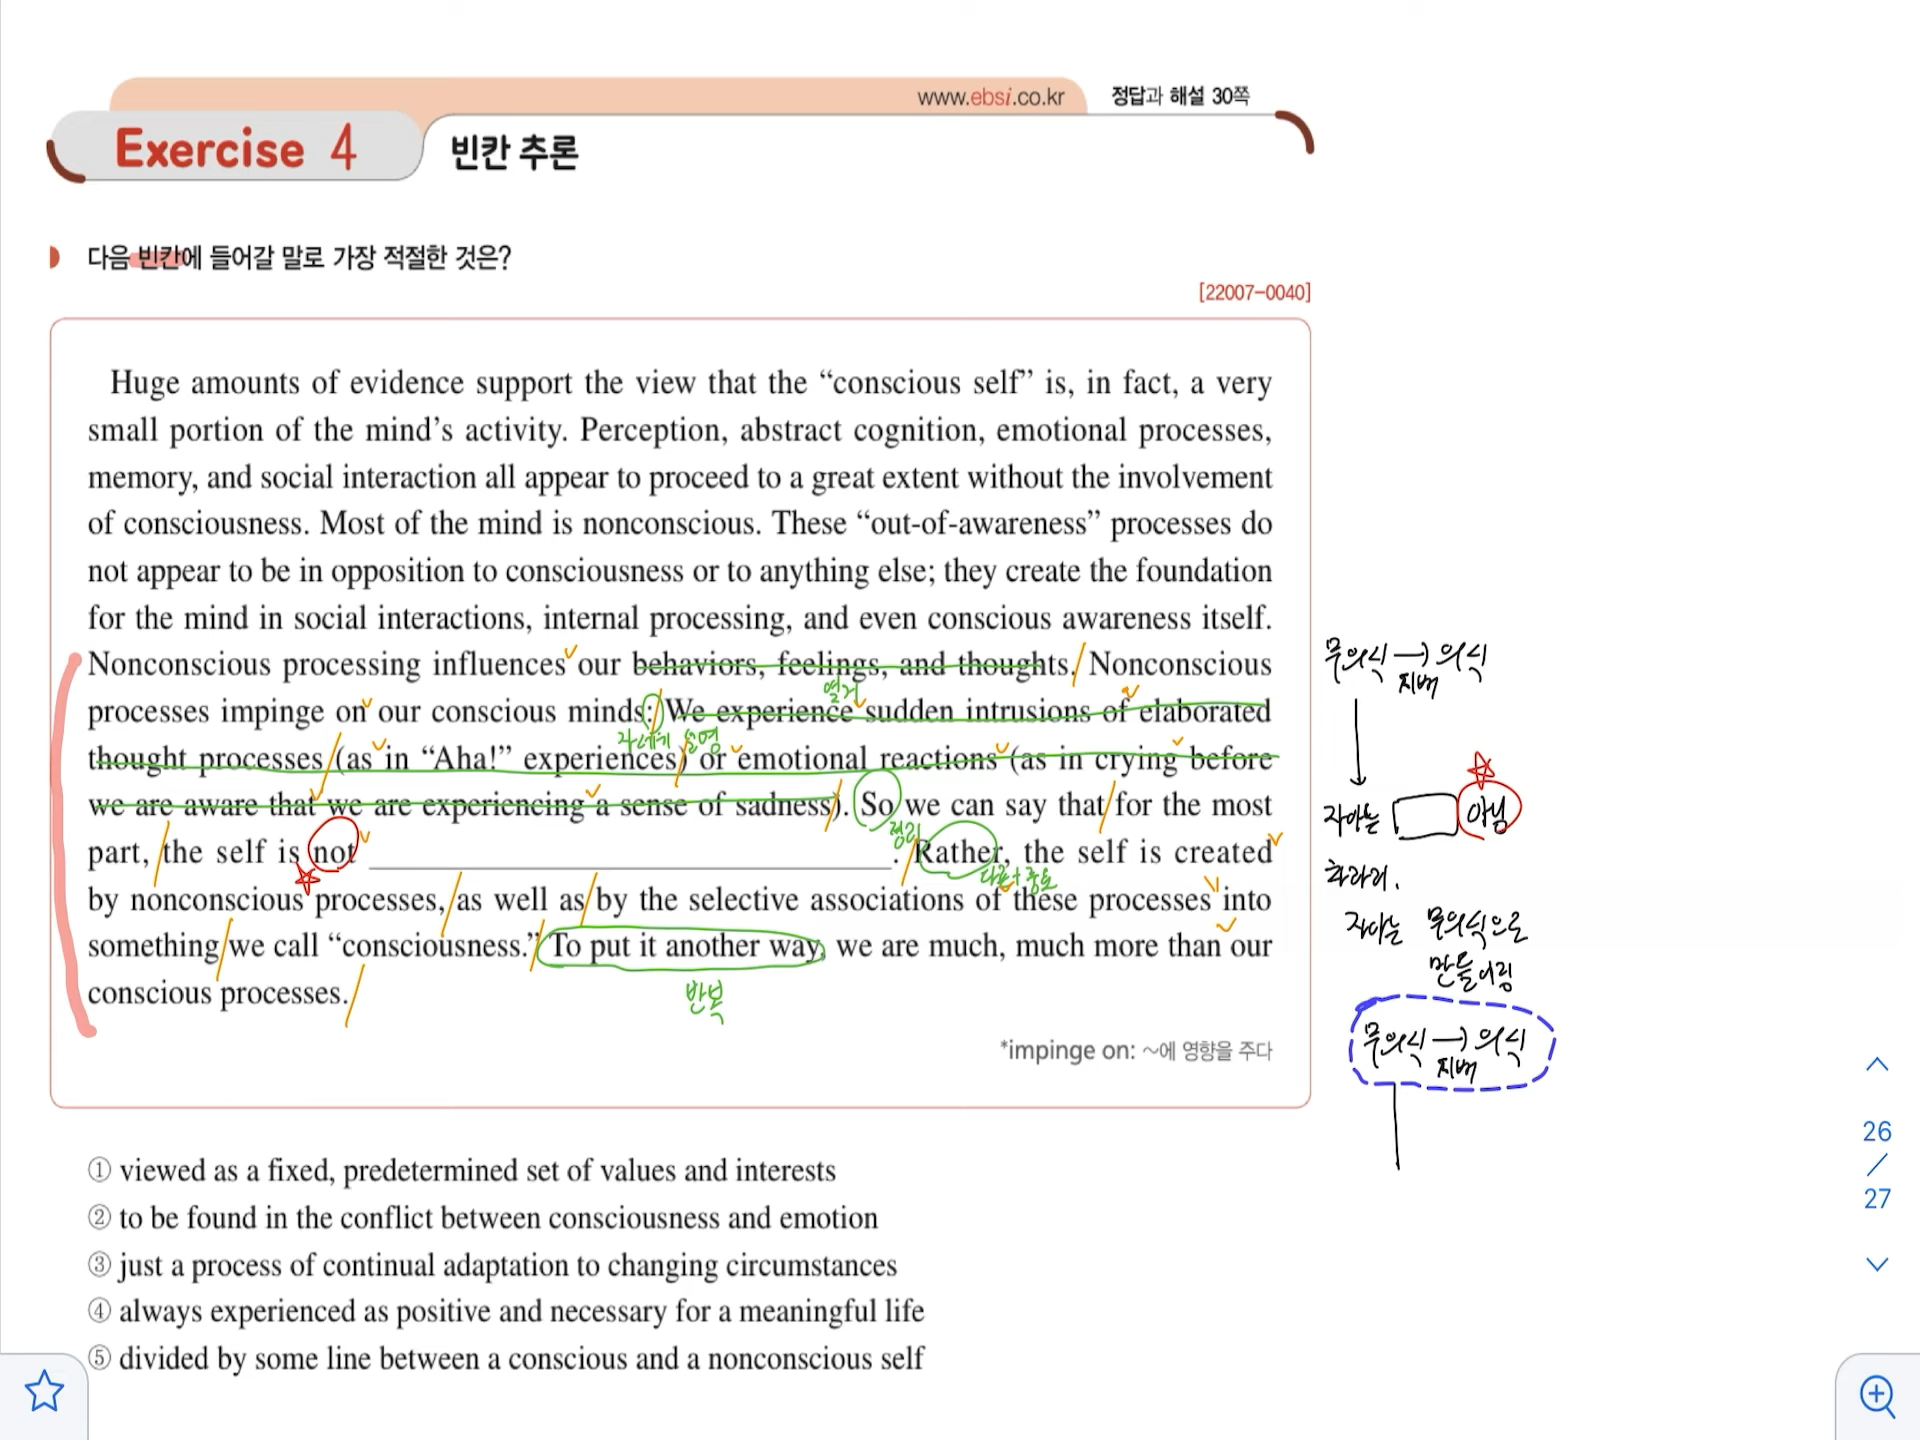 www.ebsi.co.kr 정답과 해설 30쪽
Exercise 4 빈칸 추론
다음 빈칸에 들어갈 말로 가장 적절한 것은?
[22007-0040]
Huge amounts of evidence support the view that the “conscious self” is, in fact, a very
small portion of the mind’s activity. Perception, abstract cognition, emotional processes,
memory, and social interaction all appear to proceed to a great extent without the involvement
of consciousness. Most of the mind is nonconscious. These “out-of-awareness” processes do
not appear to be in opposition to consciousness or to anything else; they create the foundation
for the mind in social interactions, internal processing, and even conscious awareness itself.
Nonconscious processing influences our behaviors, feelings, and thoughts. Nonconscious
무의식 → 의식
지배
열거
processes impinge on our conscious minds: We experience sudden intrusions of elaborated
자세히 설명
thought processes (as in “Aha!” experiences) or emotional reactions (as in crying before
we are aware that we are experiencing a sense of sadness). So we can say that for the most
자아는 아님
정리
part, the self is not . Rather, the self is created
차라리.
by nonconscious processes, as well as by the selective associations of these processes into
자아는 무의식으로
만들어짐
something we call “consciousness.” To put it another way, we are much, much more than our
반복
conscious processes.
무의식 → 의식
지배
*impinge on: ~에 영향을 주다
① viewed as a fixed, predetermined set of values and interests
② to be found in the conflict between consciousness and emotion
③ just a process of continual adaptation to changing circumstances
④ always experienced as positive and necessary for a meaningful life
⑤ divided by some line between a conscious and a nonconscious self
26
/
27